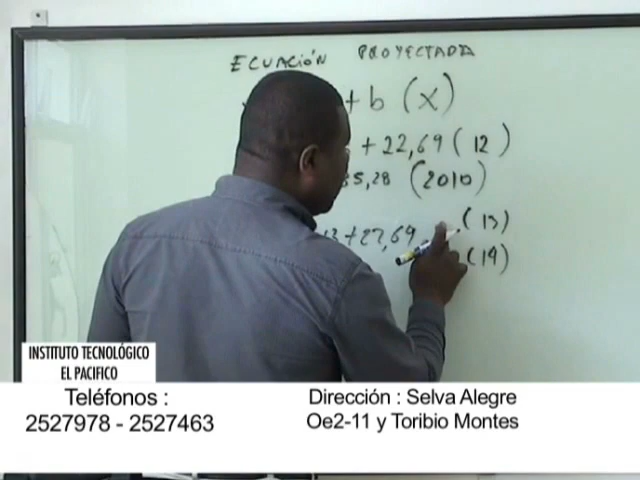 ECUACIÓN PROYECTADA
+ b (x)
+ 22,69 ( 12 )
35,28 (2010)
+ 22,69 ( 13 )
( 14 )
INSTITUTO TECNOLÓGICO
EL PACIFICO
Teléfonos :
2527978 - 2527463
Dirección : Selva Alegre
Oe2-11 y Toribio Montes